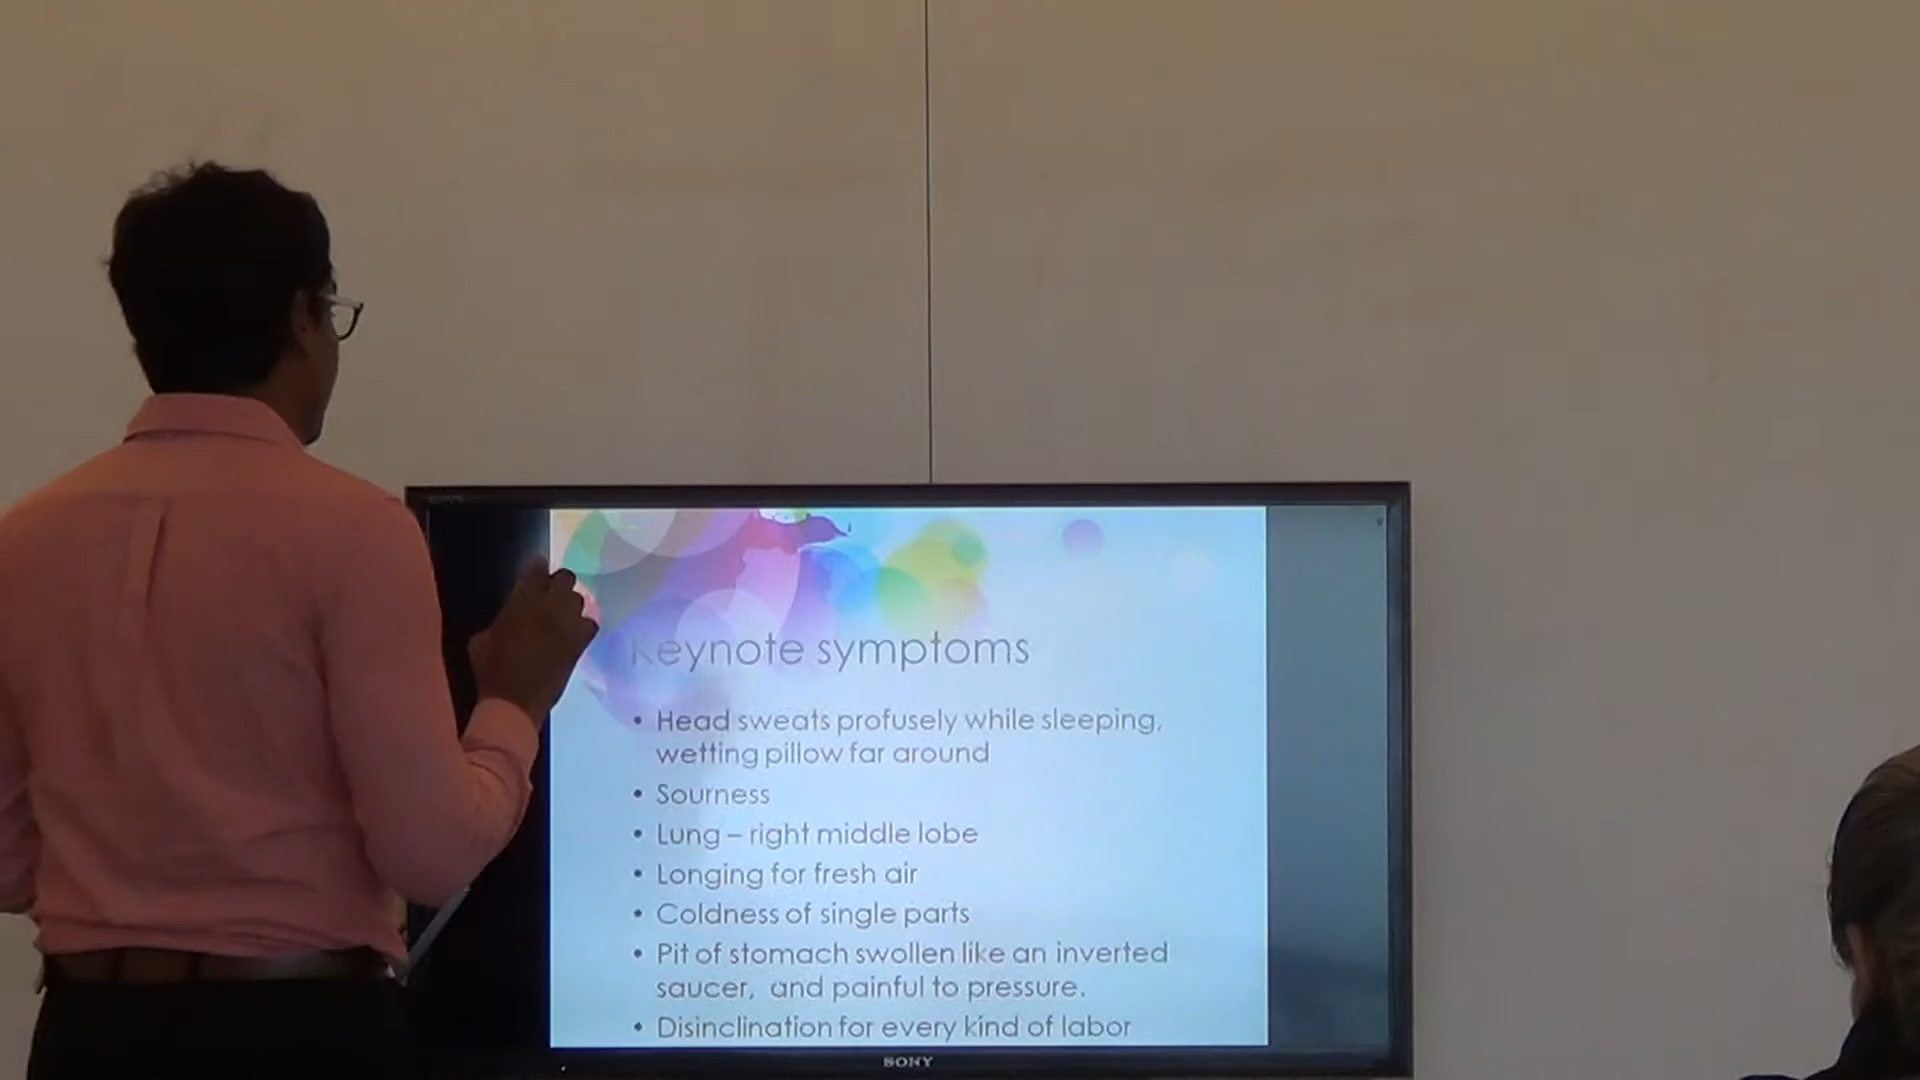 Keynote symptoms
• Head sweats profusely while sleeping,
wetting pillow far around
• Sourness
• Lung – right middle lobe
• Longing for fresh air
• Coldness of single parts
• Pit of stomach swollen like an inverted
saucer, and painful to pressure.
• Disinclination for every kind of labor
SONY